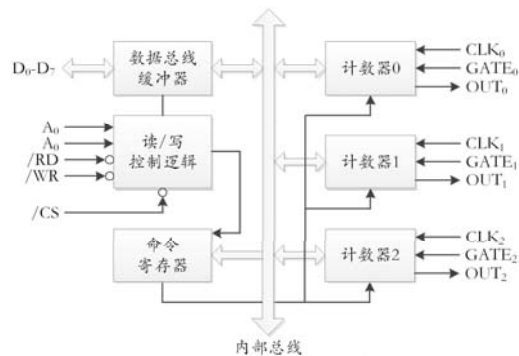 D₀-D₇
数据总线
缓冲器
A₀
A₀
/RD
/WR
/CS
读/写
控制逻辑
命令
寄存器
计数器0
CLK₀
GATE₀
OUT₀
计数器1
CLK₁
GATE₁
OUT₁
计数器2
CLK₂
GATE₂
OUT₂
内部总线